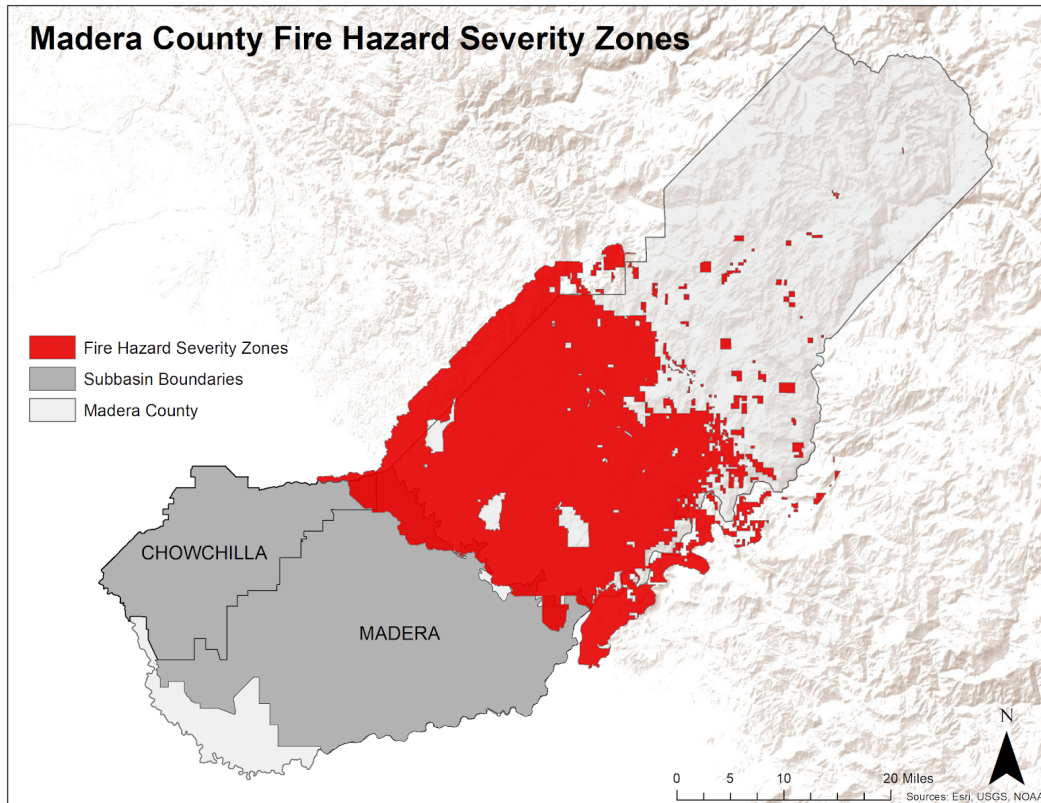 Madera County Fire Hazard Severity Zones
Fire Hazard Severity Zones
Subbasin Boundaries
Madera County
CHOWCHILLA
MADERA
N
0 5 10 20 Miles
Sources: Esri, USGS, NOAA